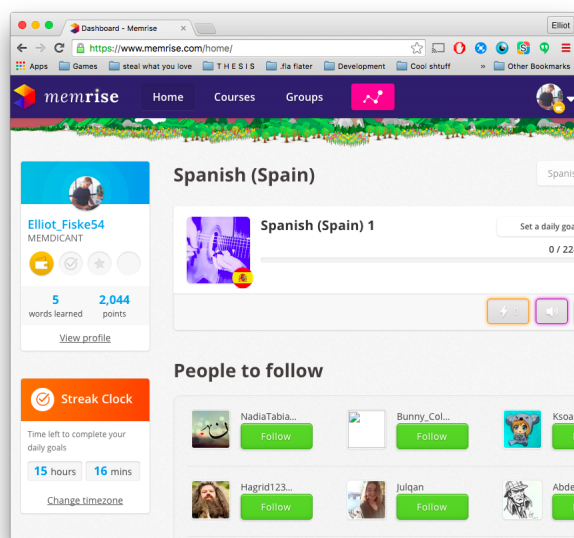 Dashboard - Memrise
Elliot
https://www.memrise.com/home/
Apps Games steal what you love T H E S I S .fla flater Development Cool shtuff » Other Bookmarks
memrise Home Courses Groups
Spanish (Spain)
Spanis
Elliot_Fiske54
MEMDICANT
5 2,044
words learned points
View profile
Spanish (Spain) 1
Set a daily goa
0 / 22
People to follow
Streak Clock
Time left to complete your
daily goals
15 hours 16 mins
Change timezone
NadiaTabia...
Follow
Bunny_Col...
Follow
Ksoa
Hagrid123...
Follow
Julqan
Follow
Abde